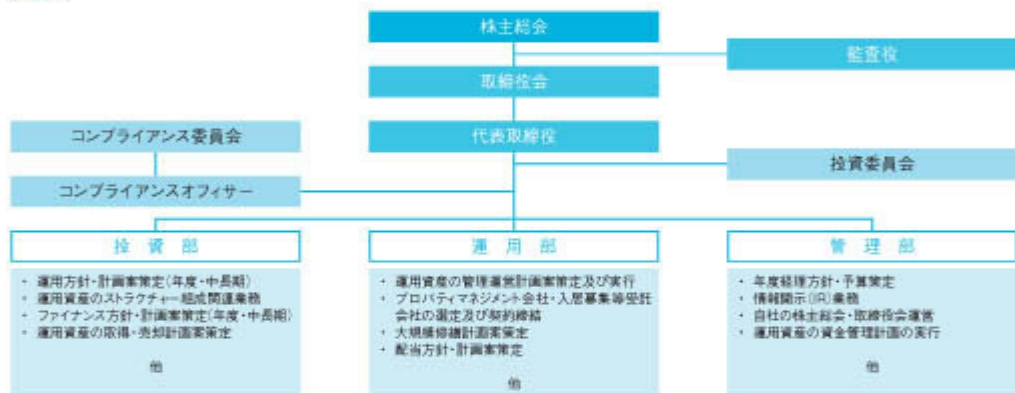 株主総会
監査役
取締役会
コンプライアンス委員会
代表取締役
投資委員会
コンプライアンスオフィサー
投資部
・ 運用方針・計画案策定(年度・中長期)
・ 運用資産のストラクチャー組成関連業務
・ ファイナンス方針・計画案策定(年度・中長期)
・ 運用資産の取得・売却計画案策定
他
運用部
・ 運用資産の管理運営計画案策定及び実行
・ プロパティマネジメント会社・入居募集等受託
会社の選定及び契約締結
・ 大規模修繕計画案策定
・ 配当方針・計画案策定
他
管理部
・ 年度経理方針・予算策定
・ 情報開示(IR)業務
・ 自社の株主総会・取締役会運営
・ 運用資産の資金管理計画の実行
他